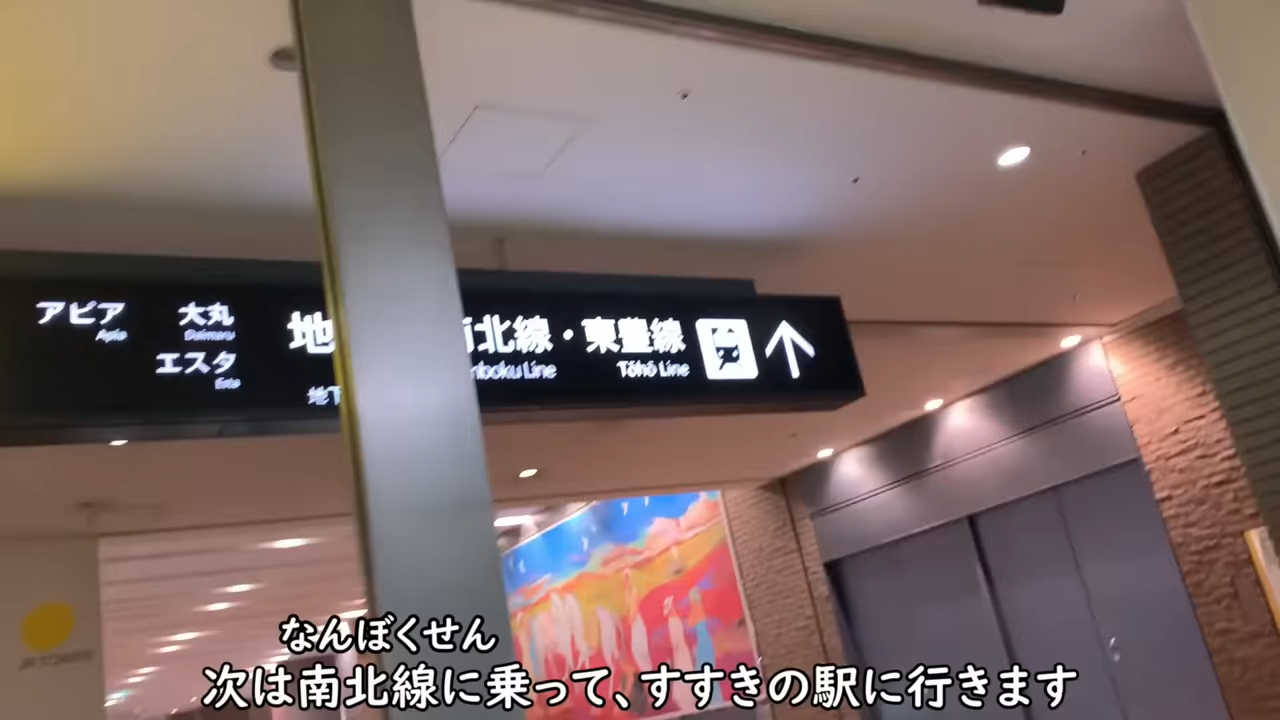 アピア
Apia
大丸
Daimaru
エスタ
Esta
地
北線・東豊線
nboku Line
Tōhō Line
地下
なんぼくせん
次は南北線に乗って、すすきの駅に行きます